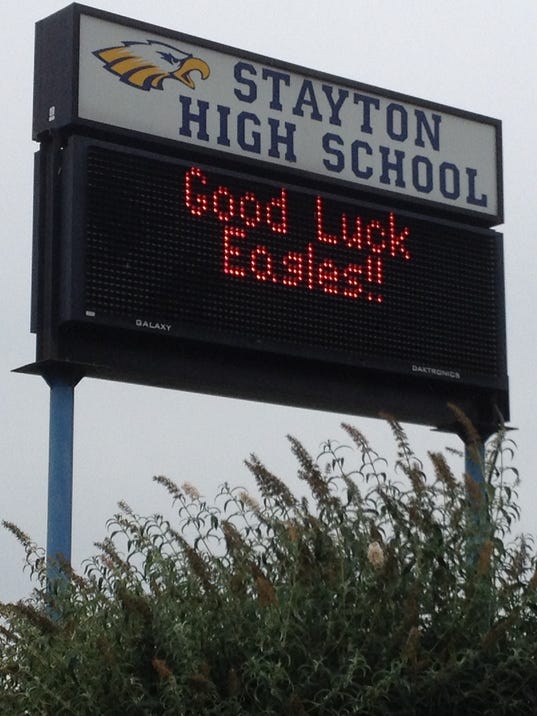 STAYTON
HIGH SCHOOL
Good Luck
Eagles!!
GALAXY
DAKTRONICS